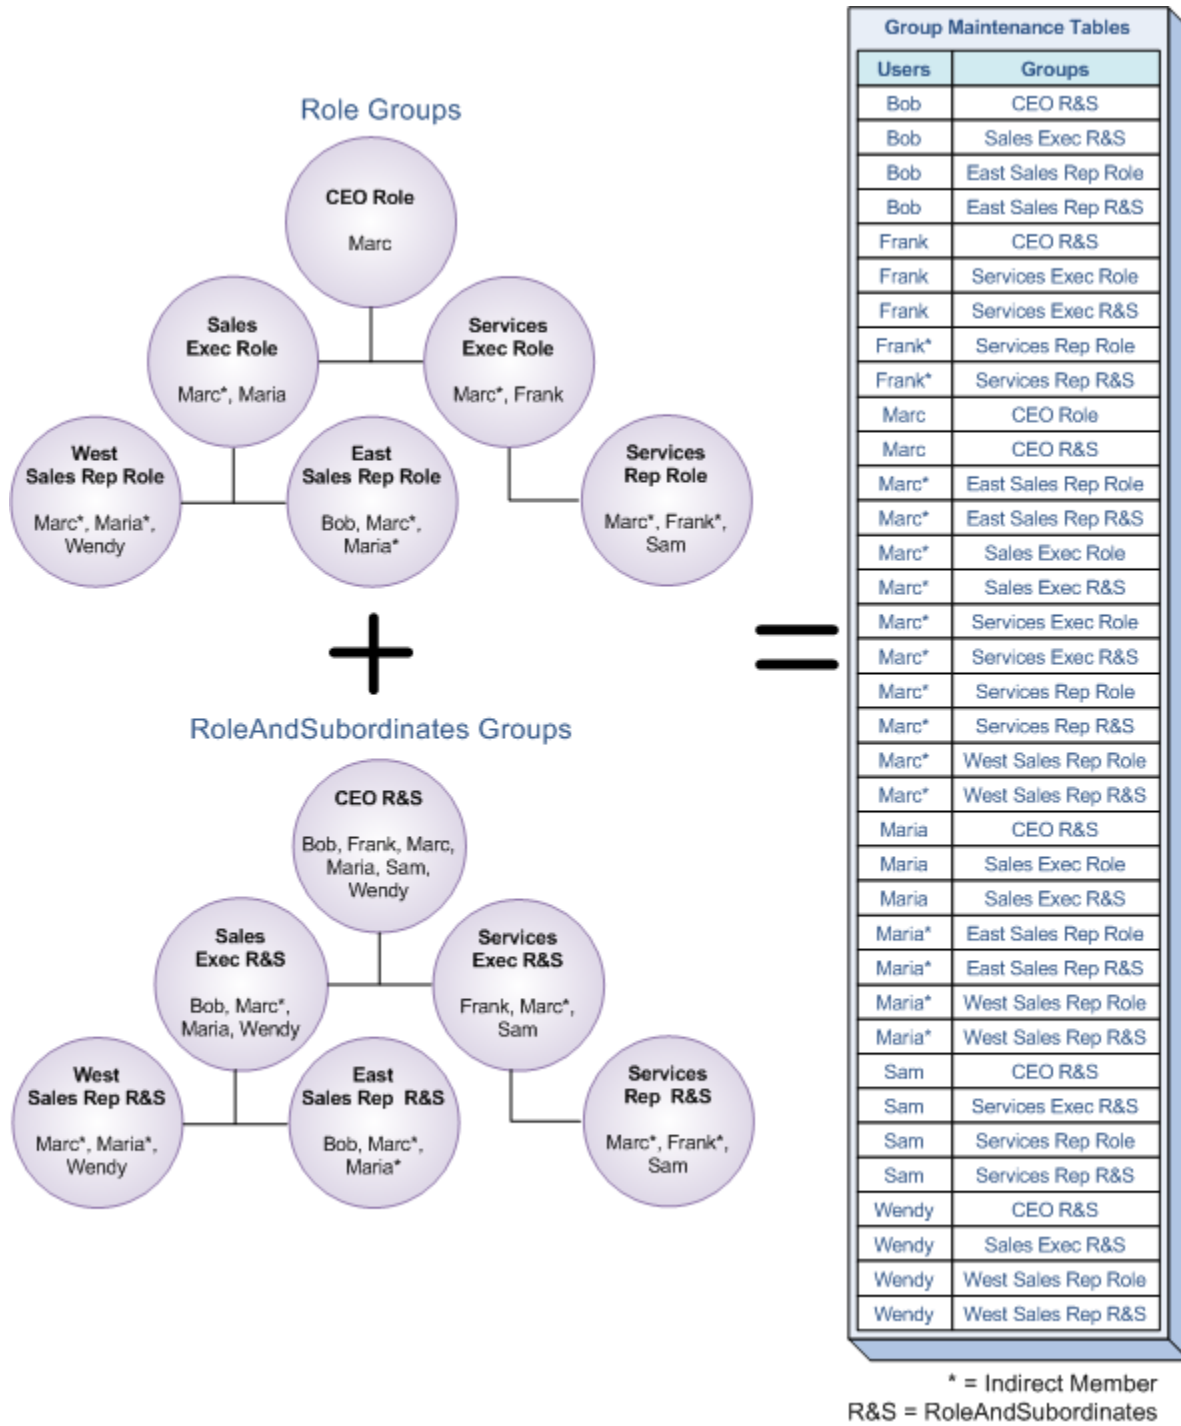 Role Groups
CEO Role
Marc
Sales
Exec Role
Marc*, Maria
Services
Exec Role
Marc*, Frank
West
Sales Rep Role
Marc*, Maria*,
Wendy
East
Sales Rep Role
Bob, Marc*,
Maria*
Services
Rep Role
Marc*, Frank*,
Sam
+
RoleAndSubordinates Groups
CEO R&S
Bob, Frank, Marc,
Maria, Sam,
Wendy
Sales
Exec R&S
Bob, Marc*,
Maria, Wendy
Services
Exec R&S
Frank, Marc*,
Sam
West
Sales Rep R&S
Marc*, Maria*,
Wendy
East
Sales Rep R&S
Bob, Marc*,
Maria*
Services
Rep R&S
Marc*, Frank*,
Sam
=
Group Maintenance Tables
Users Groups
Bob CEO R&S
Bob Sales Exec R&S
Bob East Sales Rep Role
Bob East Sales Rep R&S
Frank CEO R&S
Frank Services Exec Role
Frank Services Exec R&S
Frank* Services Rep Role
Frank* Services Rep R&S
Marc CEO Role
Marc CEO R&S
Marc* East Sales Rep Role
Marc* East Sales Rep R&S
Marc* Sales Exec Role
Marc* Sales Exec R&S
Marc* Services Exec Role
Marc* Services Exec R&S
Marc* Services Rep Role
Marc* Services Rep R&S
Marc* West Sales Rep Role
Marc* West Sales Rep R&S
Maria CEO R&S
Maria Sales Exec Role
Maria Sales Exec R&S
Maria* East Sales Rep Role
Maria* East Sales Rep R&S
Maria* West Sales Rep Role
Maria* West Sales Rep R&S
Sam CEO R&S
Sam Services Exec R&S
Sam Services Rep Role
Sam Services Rep R&S
Wendy CEO R&S
Wendy Sales Exec R&S
Wendy West Sales Rep Role
Wendy West Sales Rep R&S
* = Indirect Member
R&S = RoleAndSubordinates